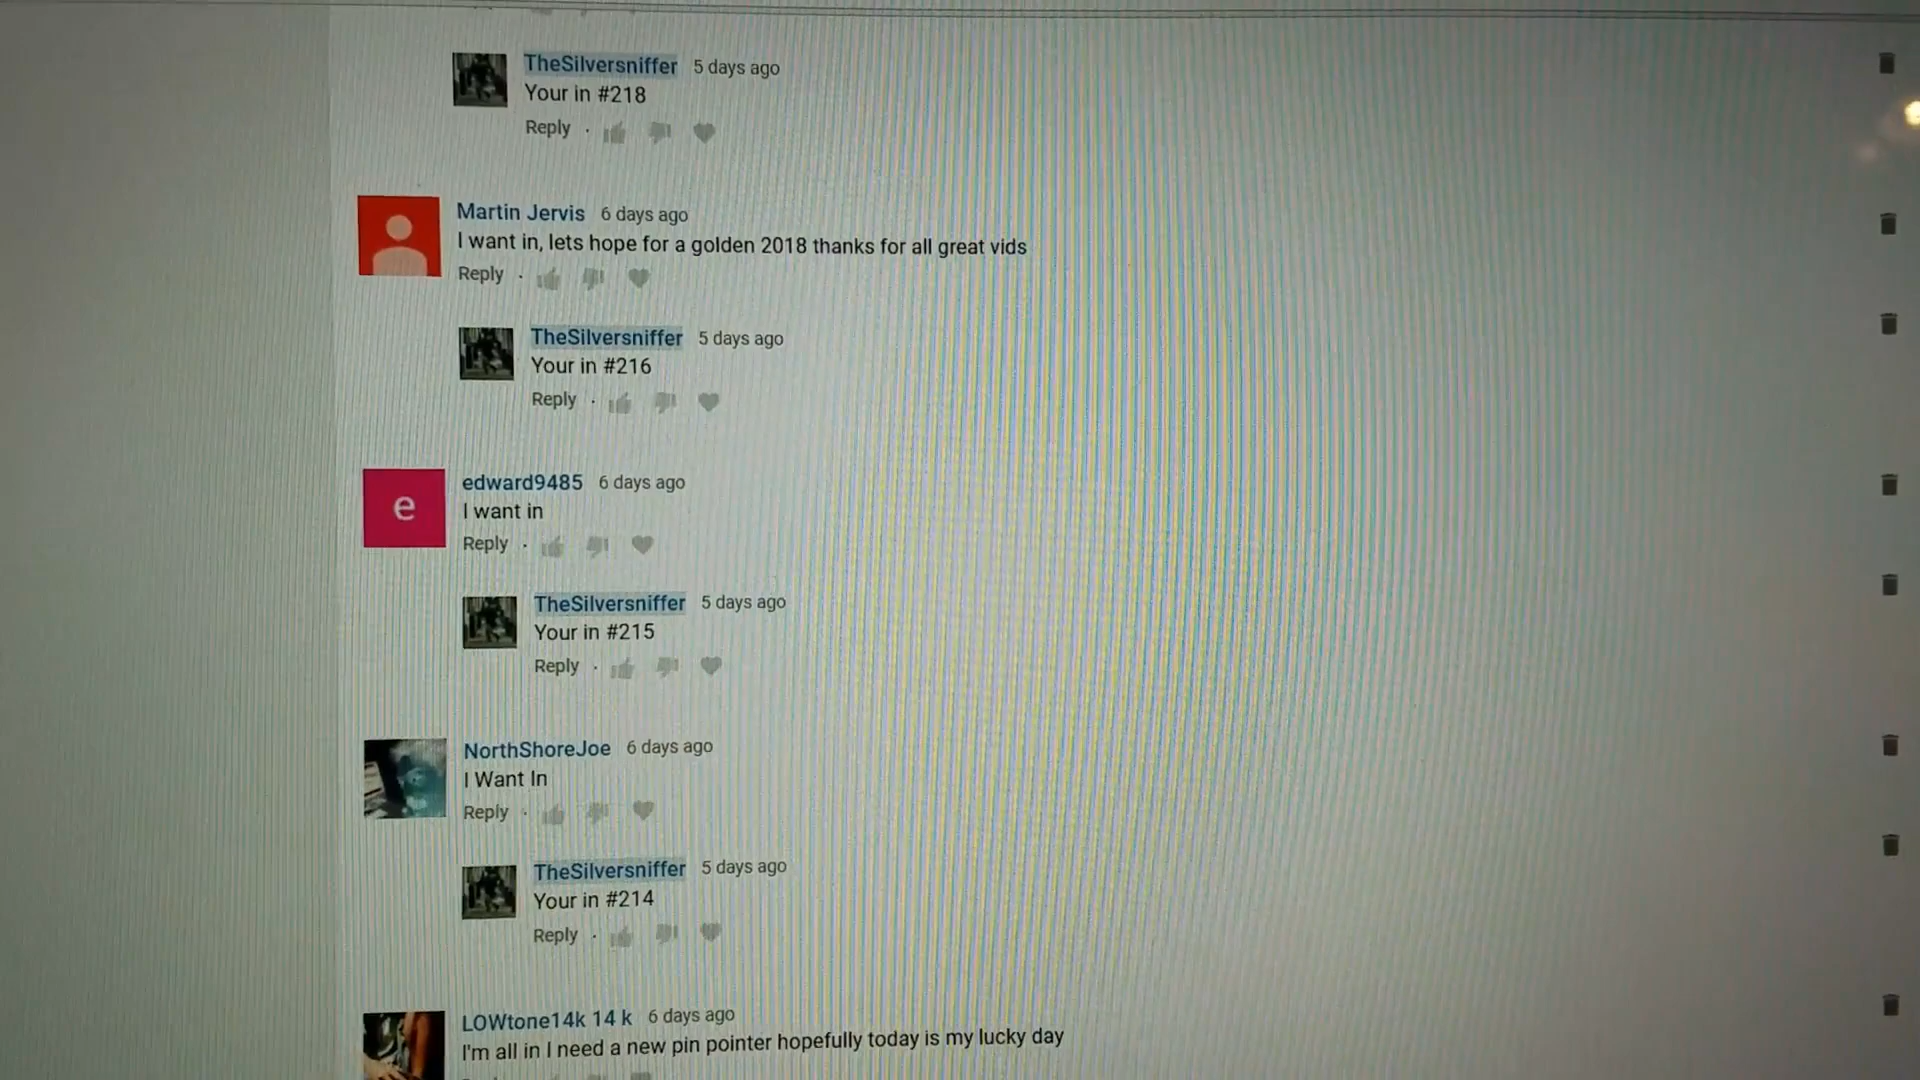 TheSilversniffer 5 days ago
Your in #218
Reply
Martin Jervis 6 days ago
I want in, lets hope for a golden 2018 thanks for all great vids
Reply
TheSilversniffer 5 days ago
Your in #216
Reply
e
edward9485 6 days ago
I want in
Reply
TheSilversniffer 5 days ago
Your in #215
Reply
NorthShoreJoe 6 days ago
I Want In
Reply
TheSilversniffer 5 days ago
Your in #214
Reply
LOWtone14k 14 k 6 days ago
I'm all in I need a new pin pointer hopefully today is my lucky day